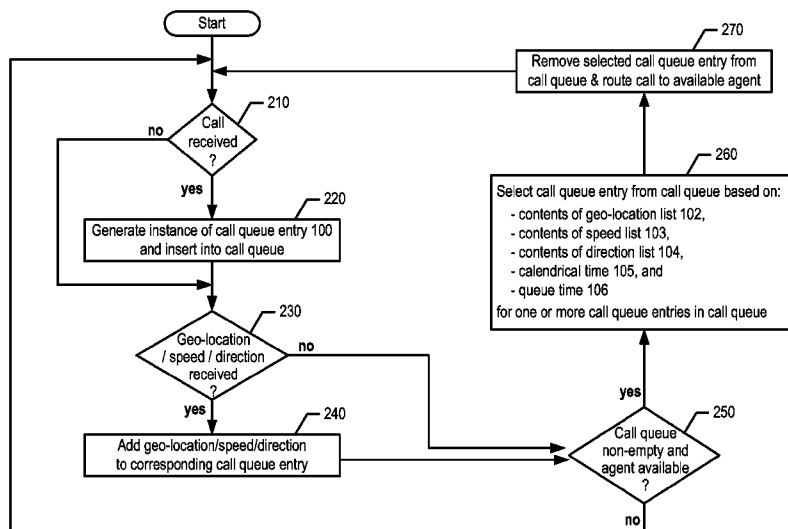 Start
210
Call
received
?
no
yes
220
Generate instance of call queue entry 100
and insert into call queue
230
Geo-location
/ speed / direction
received
?
no
yes
240
Add geo-location/speed/direction
to corresponding call queue entry
250
Call queue
non-empty and
agent available
?
yes
no
260
Select call queue entry from call queue based on:
- contents of geo-location list 102,
- contents of speed list 103,
- contents of direction list 104,
- calendrical time 105, and
- queue time 106
for one or more call queue entries in call queue
270
Remove selected call queue entry from
call queue & route call to available agent